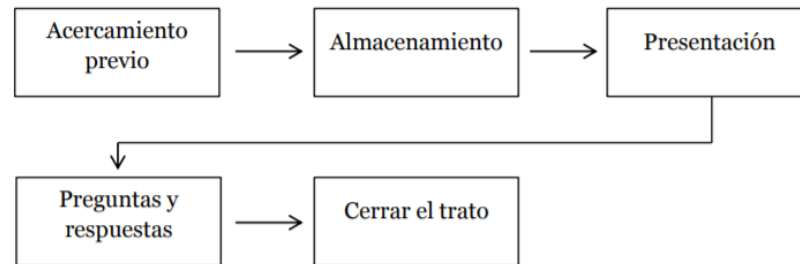 Acercamiento
previo
Almacenamiento
Presentación
Preguntas y
respuestas
Cerrar el trato